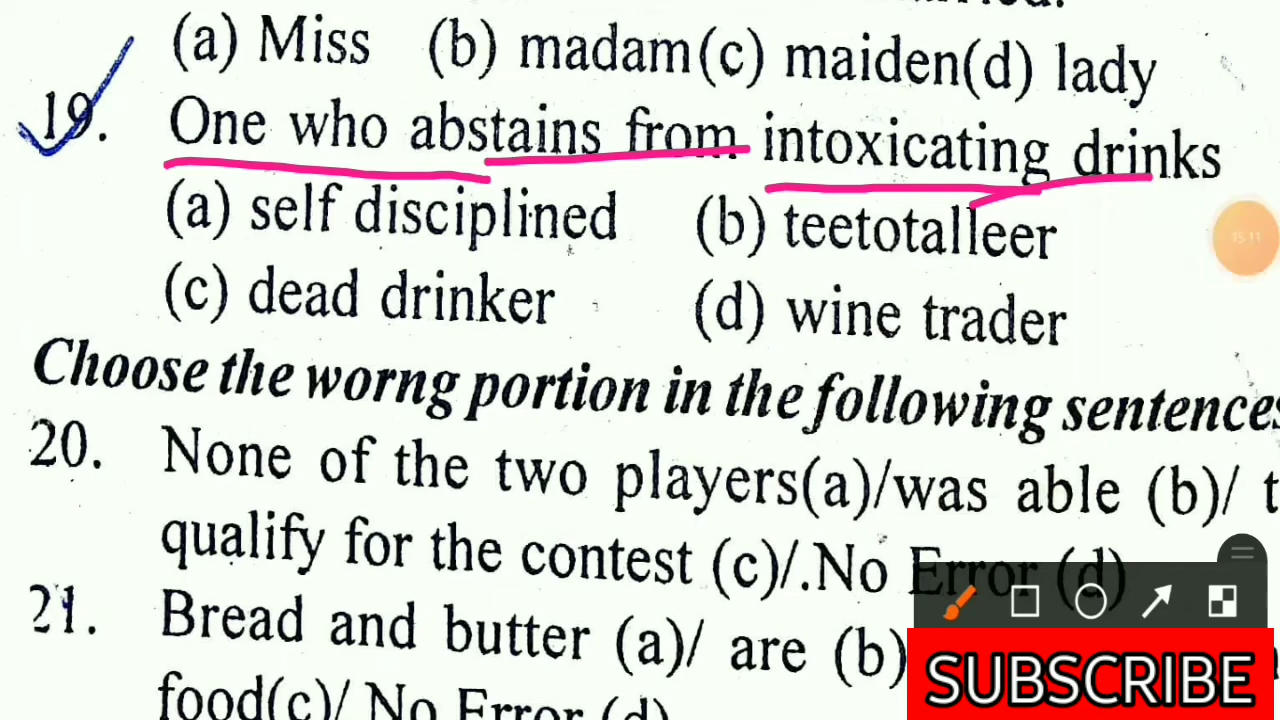 (a) Miss (b) madam(c) maiden(d) lady
19. One who abstains from intoxicating drinks
(a) self disciplined (b) teetotalleer
(c) dead drinker (d) wine trader
Choose the worng portion in the following sentences
20. None of the two players(a)/was able (b)/ t
qualify for the contest (c)/.No Error (d)
21. Bread and butter (a)/ are (b)
food(c)/ No Error (d)
15:11
SUBSCRIBE